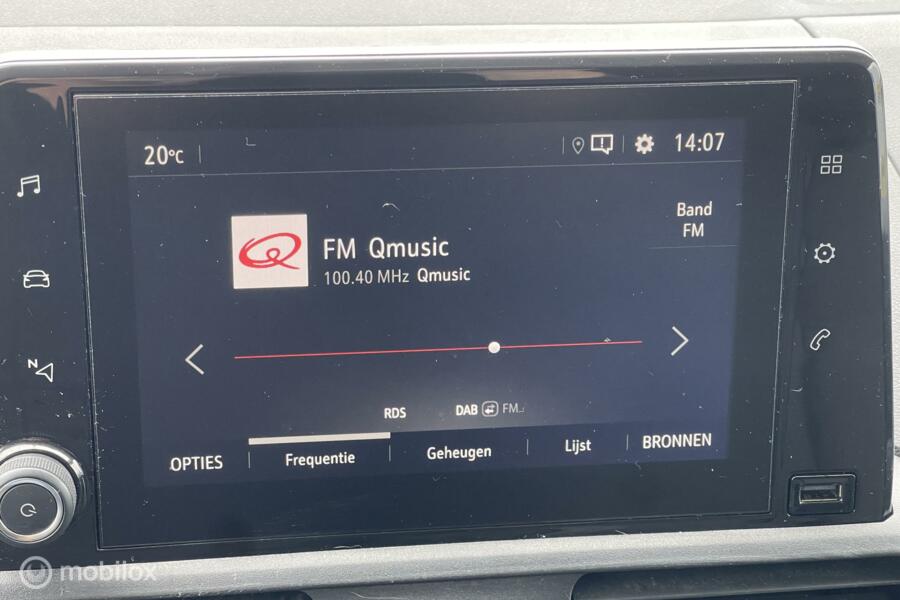 20°C
14:07
Band
FM
FM Qmusic
100.40 MHz Qmusic
N
RDS
DAB FM
OPTIES
Frequentie
Geheugen
Lijst
BRONNEN
mobilox